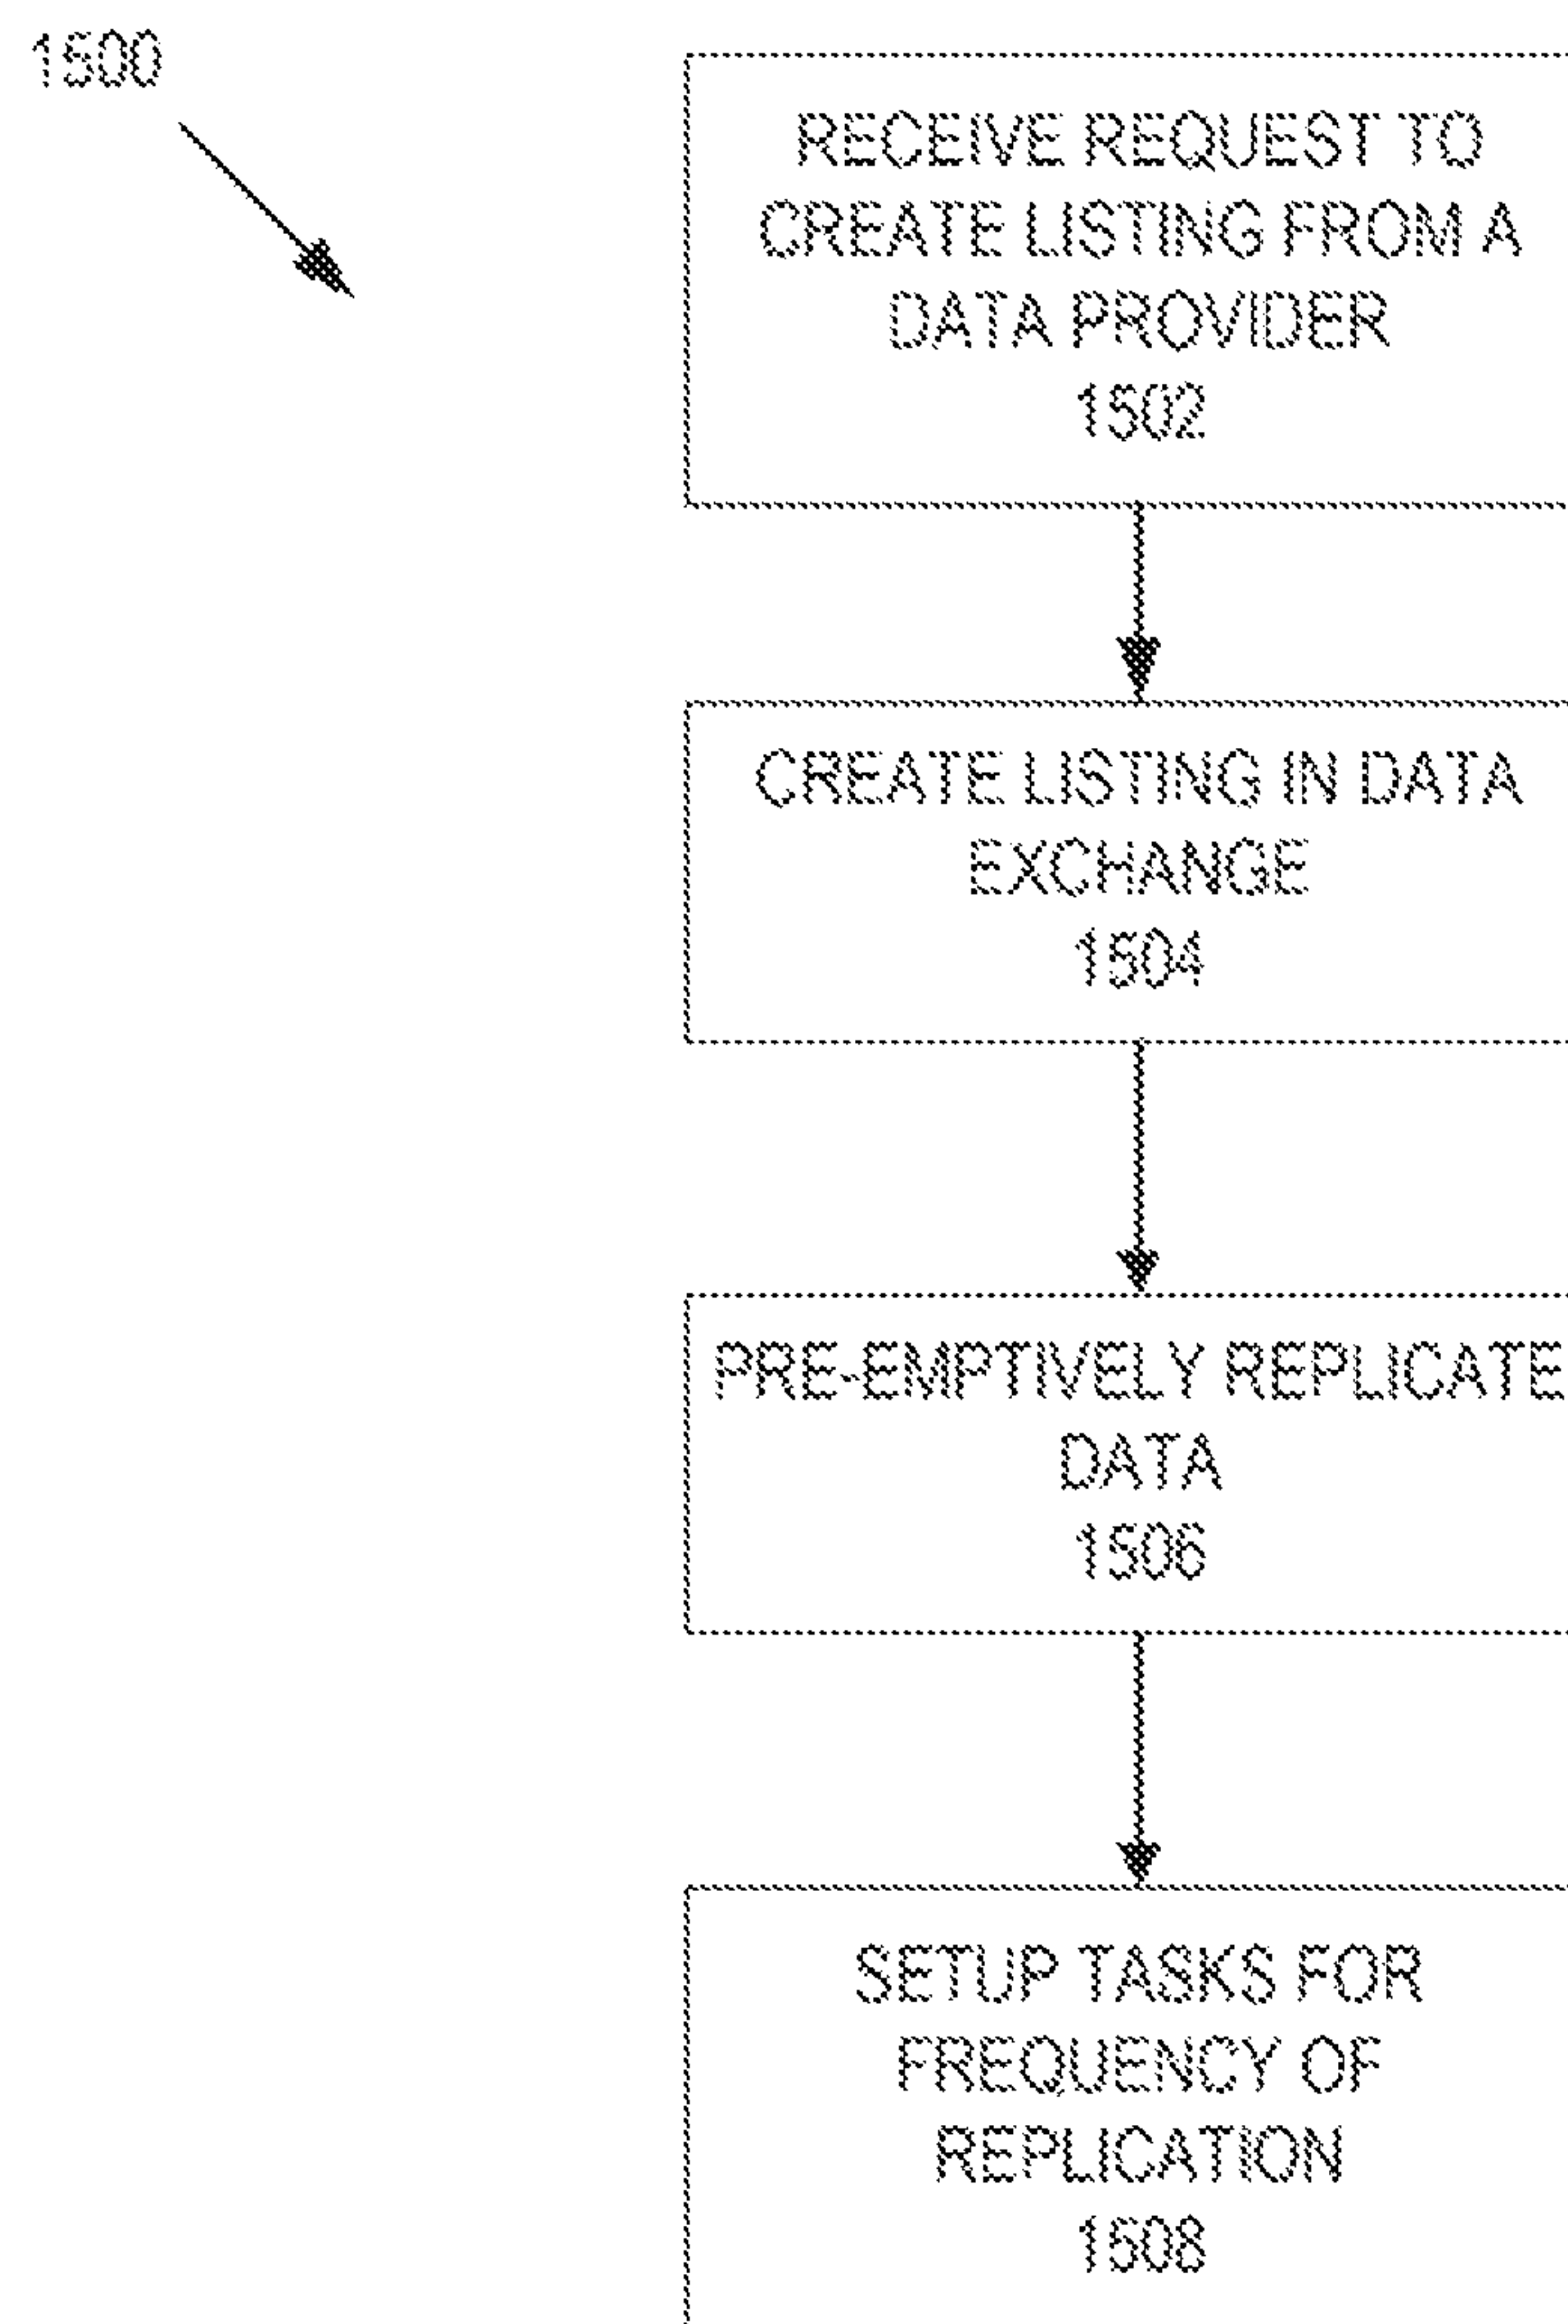 1500
RECEIVE REQUEST TO
CREATE LISTING FROM A
DATA PROVIDER
1502
CREATE LISTING IN DATA
EXCHANGE
1504
PRE-EMPTIVELY REPLICATE
DATA
1506
SETUP TASKS FOR
FREQUENCY OF
REPLICATION
1508